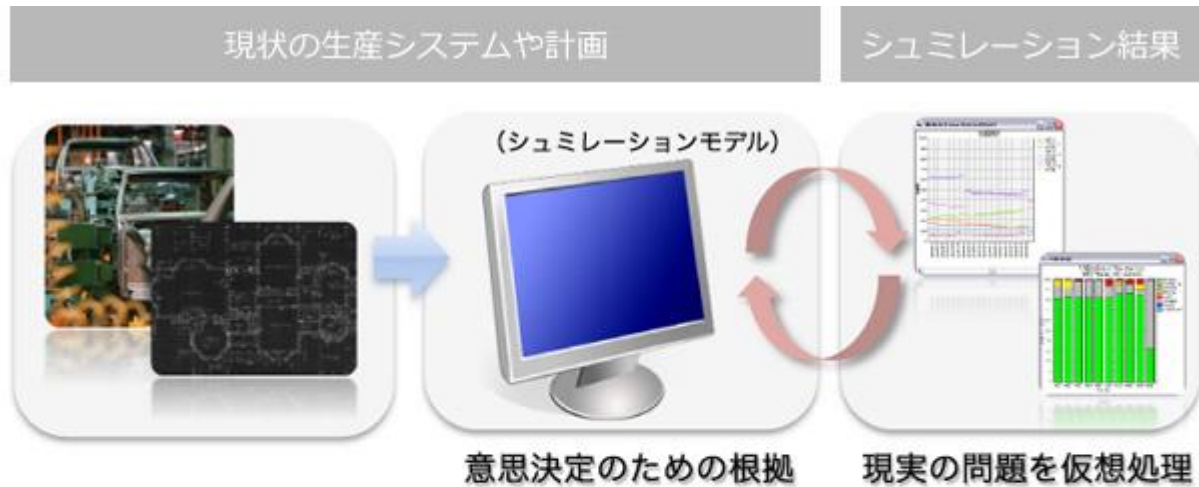 現状の生産システムや計画
シュミレーション結果
（シュミレーションモデル）
意思決定のための根拠
現実の問題を仮想処理